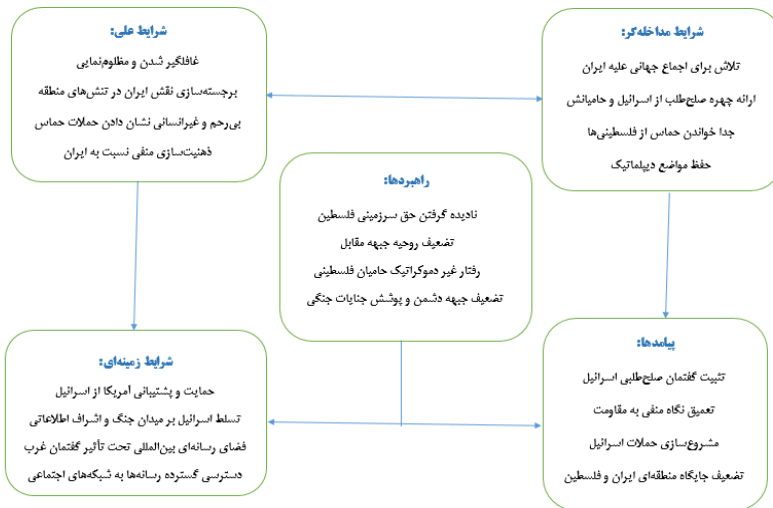 شرایط علی:
غافلگیر شدن و مظلوم‌نمایی
برجسته‌سازی نقش ایران در تنش‌های منطقه
بی‌رحم و غیرانسانی نشان دادن حملات حماس
ذهنیت‌سازی منفی نسبت به ایران
شرایط مداخله‌گر:
تلاش برای اجماع جهانی علیه ایران
ارائه چهره صلح‌طلب از اسرائیل و حامیانش
جدا خواندن حماس از فلسطینی‌ها
حفظ مواضع دیپلماتیک
راهبردها:
نادیده گرفتن حق سرزمینی فلسطین
تضعیف روحیه جبهه مقابل
رفتار غیر دموکراتیک حامیان فلسطینی
تضعیف جبهه دشمن و پوشش جنایات جنگی
شرایط زمینه‌ای:
حمایت و پشتیبانی آمریکا از اسرائیل
تسلط اسرائیل بر میدان جنگ و اشراف اطلاعاتی
فضای رسانه‌ای بین‌المللی تحت تأثیر گفتمان غرب
دسترسی گسترده رسانه‌ها به شبکه‌های اجتماعی
پیامدها:
تثبیت گفتمان صلح‌طلبی اسرائیل
تعمیق نگاه منفی به مقاومت
مشروع‌سازی حملات اسرائیل
تضعیف جایگاه منطقه‌ای ایران و فلسطین